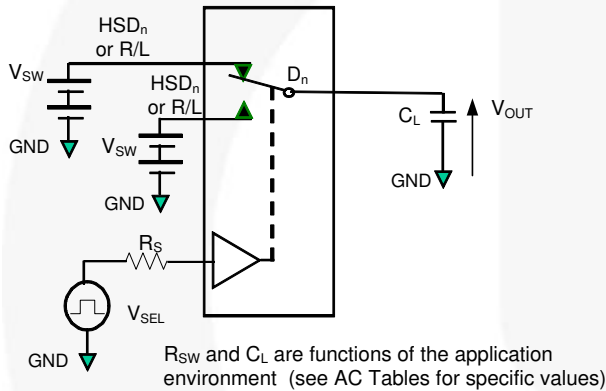 HSDn
or R/L
VSW
HSDn
or R/L
Dn
CL
VOUT
GND
VSW
GND
GND
RS
VSEL
GND
RSW and CL are functions of the application
environment (see AC Tables for specific values)